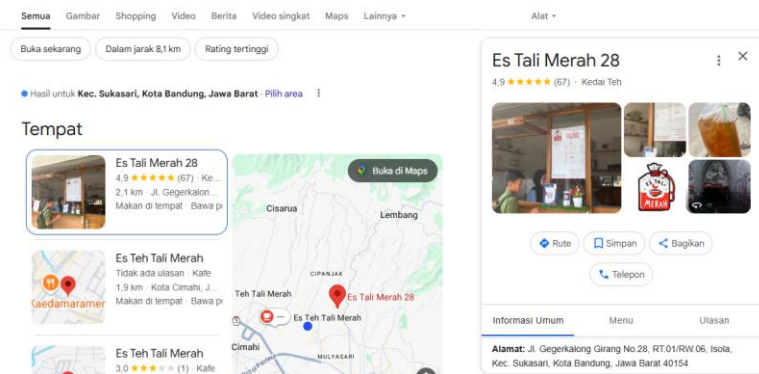 Semua Gambar Shopping Video Berita Video singkat Maps Lainnya Alat
Buka sekarang Dalam jarak 8,1 km Rating tertinggi
Hasil untuk Kec. Sukasari, Kota Bandung, Jawa Barat · Pilih area
Tempat
Es Tali Merah 28
4,9 (67) · Ke...
2,1 km · Jl. Gegerkalon...
Makan di tempat · Bawa pu
Es Teh Tali Merah
Tidak ada ulasan · Kafe
1,9 km · Kota Cimahi, J...
Makan di tempat · Bawa pu
Kaedamaramer
Es Teh Tali Merah
3,0 (1) · Kafe
Buka di Maps
Cisarua
Lembang
CIPANJAK
Teh Tali Merah
Es Tali Merah 28
Es Teh Tali Merah
Cimahi
MULYASARI
Es Tali Merah 28
4,9 (67) · Kedai Teh
ES TALI
MERAH
Rute Simpan Bagikan
Telepon
Informasi Umum Menu Ulasan
Alamat: Jl. Gegerkalong Girang No.28, RT.01/RW.06, Isola,
Kec. Sukasari, Kota Bandung, Jawa Barat 40154